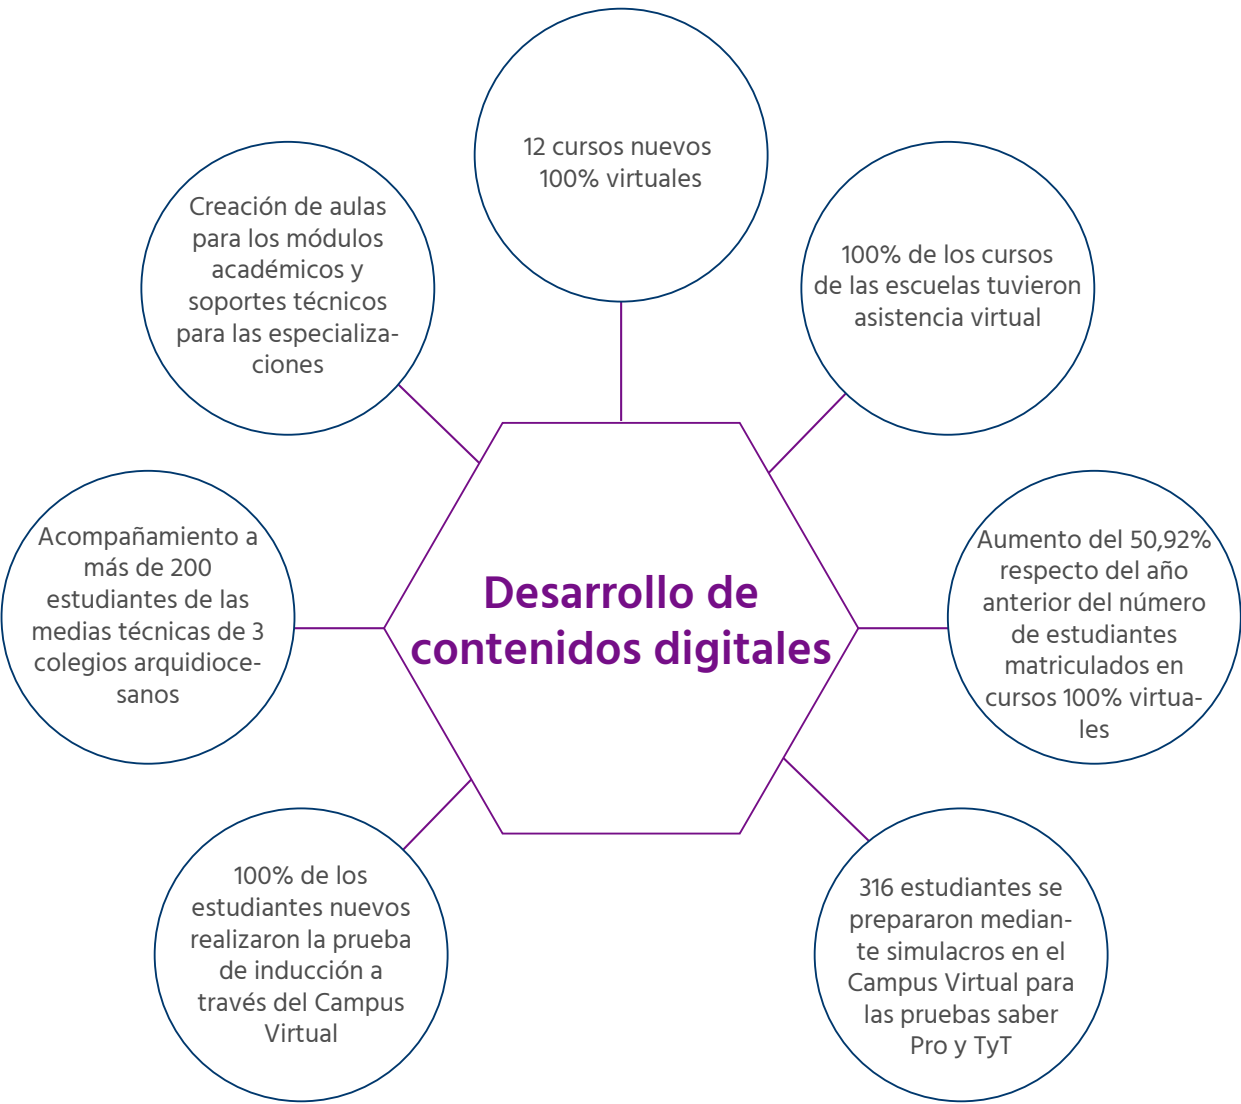 12 cursos nuevos
100% virtuales
Creación de aulas
para los módulos
académicos y
soportes técnicos
para las especializa-
ciones
100% de los cursos
de las escuelas tuvieron
asistencia virtual
Acompañamiento a
más de 200
estudiantes de las
medias técnicas de 3
colegios arquidioce-
sanos
Desarrollo de
contenidos digitales
Aumento del 50,92%
respecto del año
anterior del número
de estudiantes
matriculados en
cursos 100% virtua-
les
100% de los
estudiantes nuevos
realizaron la prueba
de inducción a
través del Campus
Virtual
316 estudiantes se
prepararon median-
te simulacros en el
Campus Virtual para
las pruebas saber
Pro y TyT